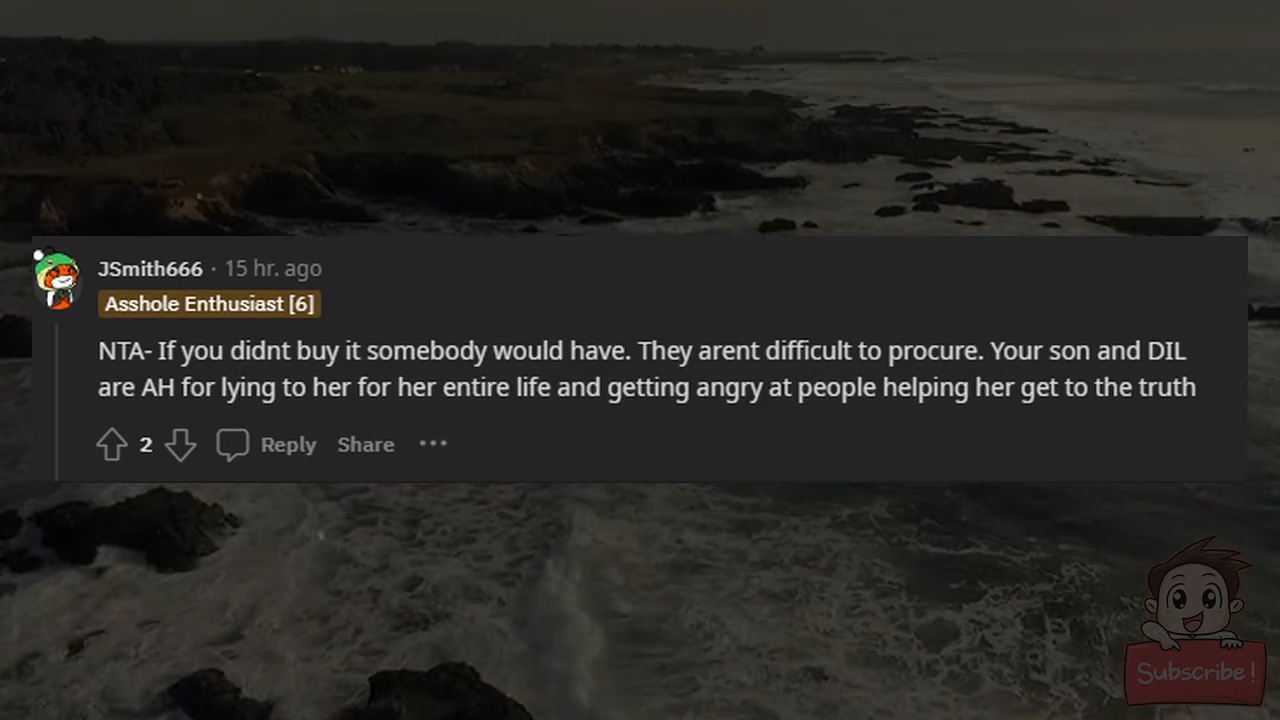 JSmith666 · 15 hr. ago
Asshole Enthusiast [6]
NTA- If you didnt buy it somebody would have. They arent difficult to procure. Your son and DIL
are AH for lying to her for her entire life and getting angry at people helping her get to the truth
2 Reply Share ···
Subscribe!